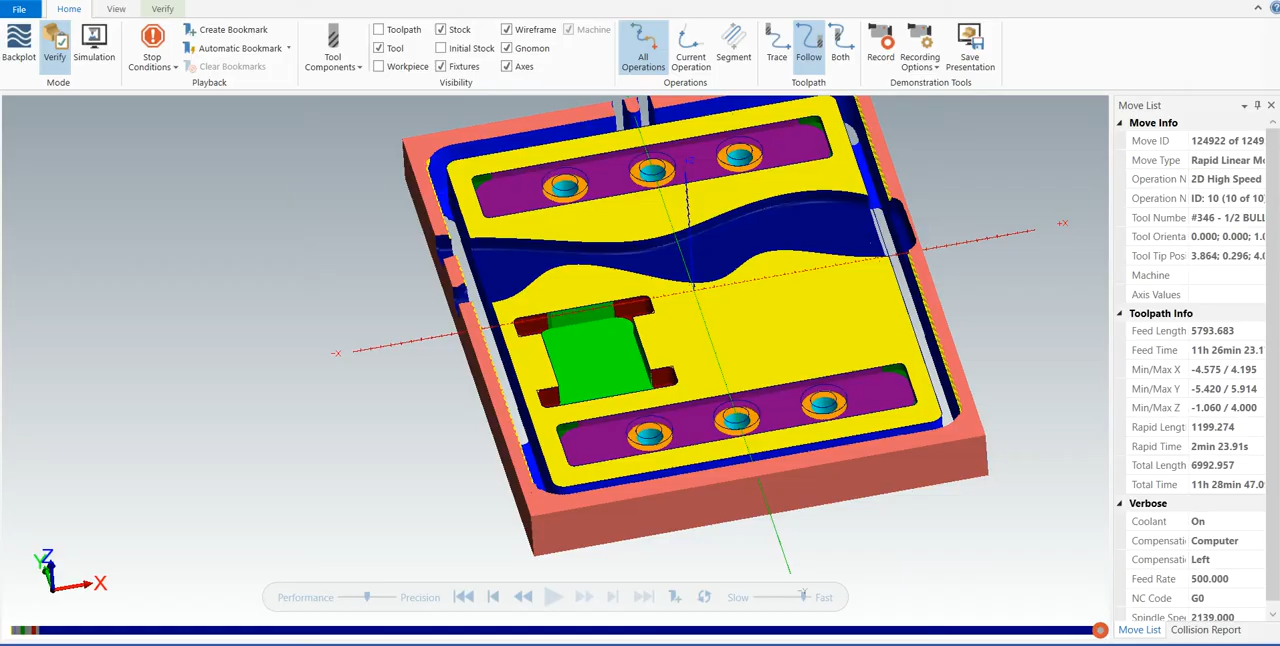 File Home View Verify
Backplot Verify Simulation
Mode
Stop Conditions
Create Bookmark
Automatic Bookmark
Clear Bookmarks
Playback
Tool Components
Toolpath Stock Wireframe Machine
Tool Initial Stock Gnomon
Workpiece Fixtures Axes
Visibility
All Operations Current Operation Segment
Operations
Trace Follow Both
Toolpath
Record Recording Options Save Presentation
Demonstration Tools
Move List
Move Info
Move ID 124922 of 1249
Move Type Rapid Linear Mo
Operation N 2D High Speed
Operation N ID: 10 (10 of 10)
Tool Numbe #346 - 1/2 BULL
Tool Orienta 0.000; 0.000; 1.0
Tool Tip Pos 3.864; 0.296; 4.0
Machine
Axis Values
Toolpath Info
Feed Length 5793.683
Feed Time 11h 26min 23.1
Min/Max X -4.575 / 4.195
Min/Max Y -5.420 / 5.914
Min/Max Z -1.060 / 4.000
Rapid Length 1199.274
Rapid Time 2min 23.91s
Total Length 6992.957
Total Time 11h 28min 47.0
Verbose
Coolant On
Compensati Computer
Compensati Left
Feed Rate 500.000
NC Code G0
Spindle Spe 2139.000
Move List Collision Report
+X
-X
Z
Z
Y
X
Performance Precision Slow Fast